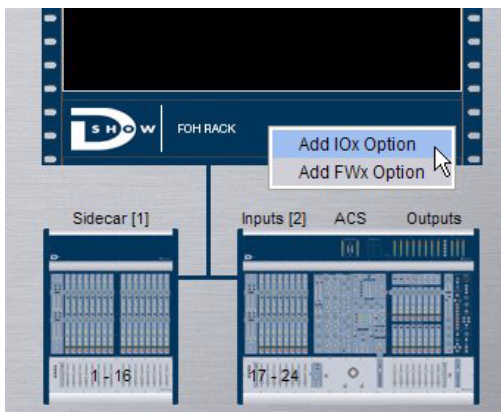 D SHOW
FOH RACK
Add IOx Option
Add FWx Option
Sidecar [1]
Inputs [2]
ACS
Outputs
1 - 16
17 - 24